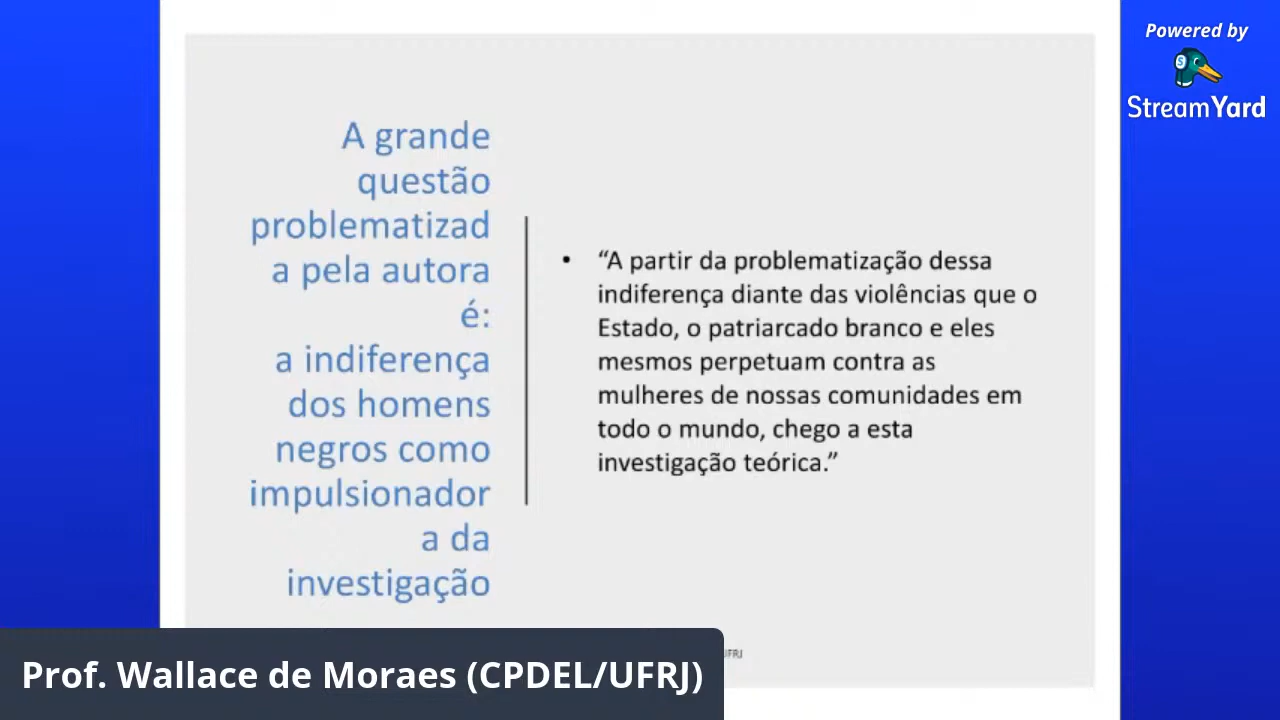 Powered by
StreamYard
A grande
questão
problematizad
a pela autora
é:
a indiferença
dos homens
negros como
impulsionador
a da
investigação
• “A partir da problematização dessa
indiferença diante das violências que o
Estado, o patriarcado branco e eles
mesmos perpetuam contra as
mulheres de nossas comunidades em
todo o mundo, chego a esta
investigação teórica.”
UFRJ
Prof. Wallace de Moraes (CPDEL/UFRJ)